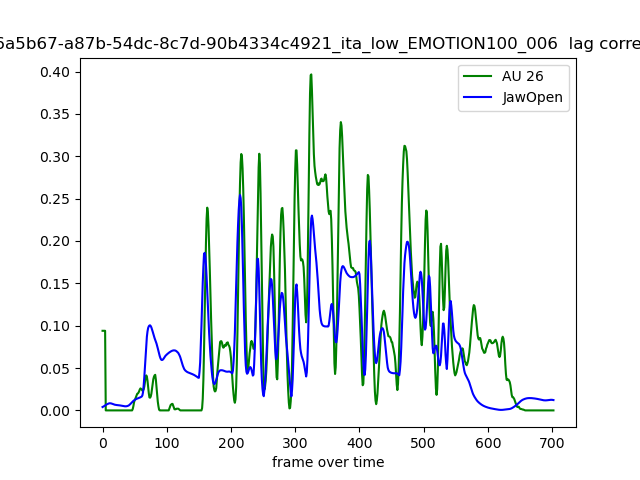 6a5b67-a87b-54dc-8c7d-90b4334c4921_ita_low_EMOTION100_006 lag corre
AU 26
JawOpen
0.40
0.35
0.30
0.25
0.20
0.15
0.10
0.05
0.00
0 100 200 300 400 500 600 700
frame over time